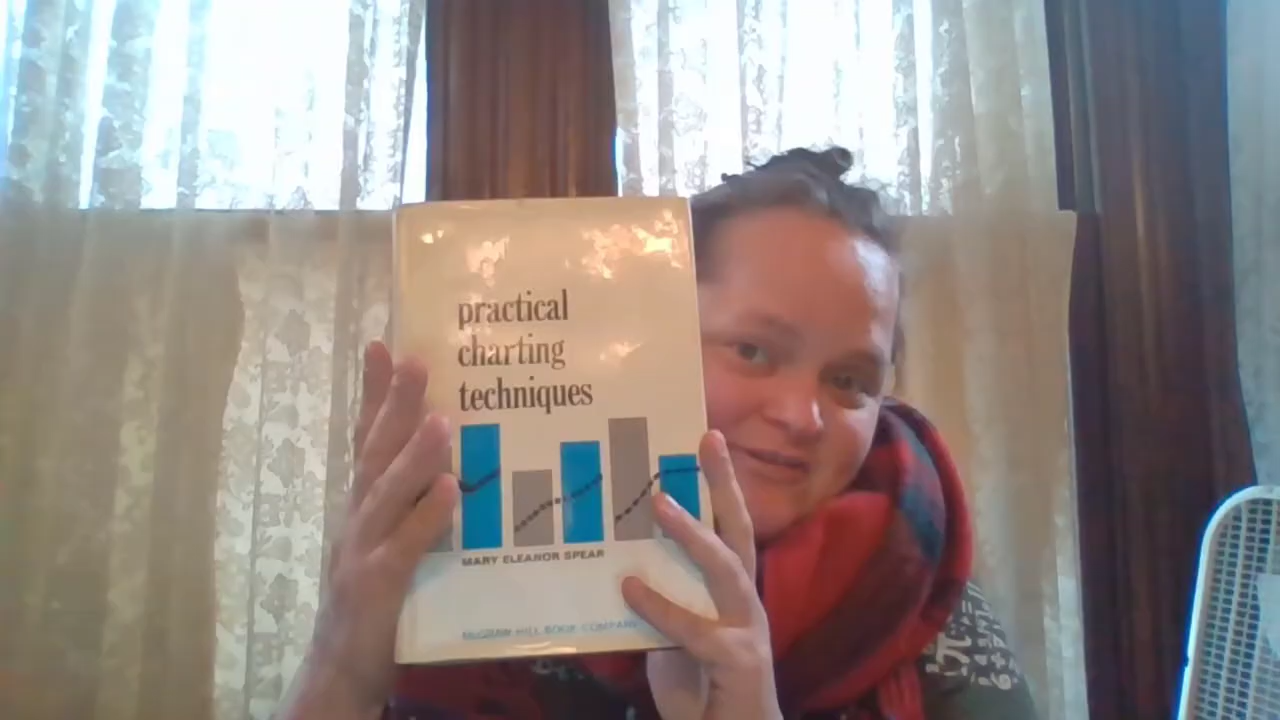 practical
charting
techniques
MARY ELEANOR SPEAR
McGRAW-HILL BOOK COMPANY